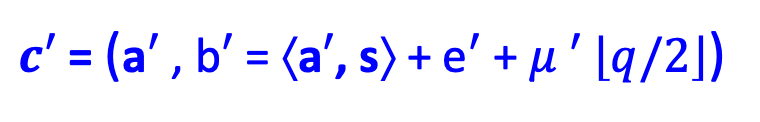 c′ = (a′ , b′ = ⟨a′, s⟩ + e′ + μ ′ ⌊q/2⌋)